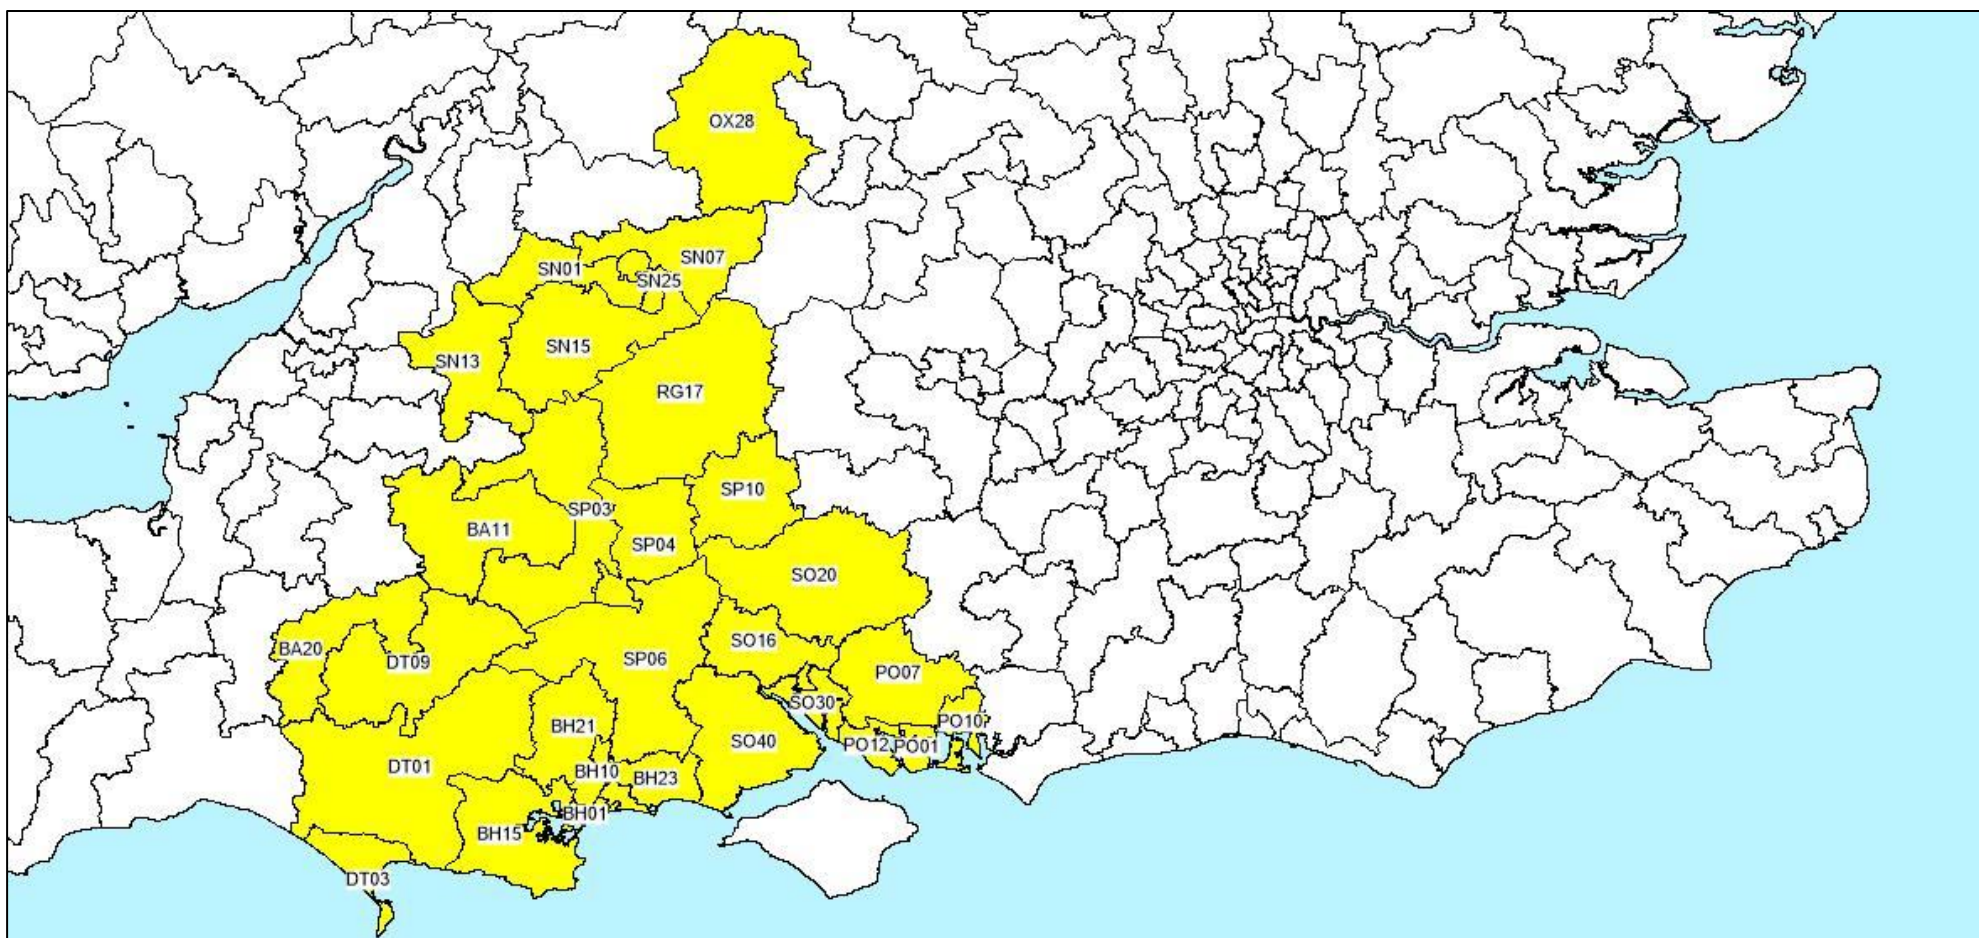 OX28
SN07
SN01
SN25
SN15
SN13
RG17
SP10
SP03
BA11
SP04
SO20
SO16
BA20
DT09
SP06
PO07
SO30
PO10
BH21
SO40
PO12
PO01
DT01
BH10
BH23
BH01
BH15
DT03